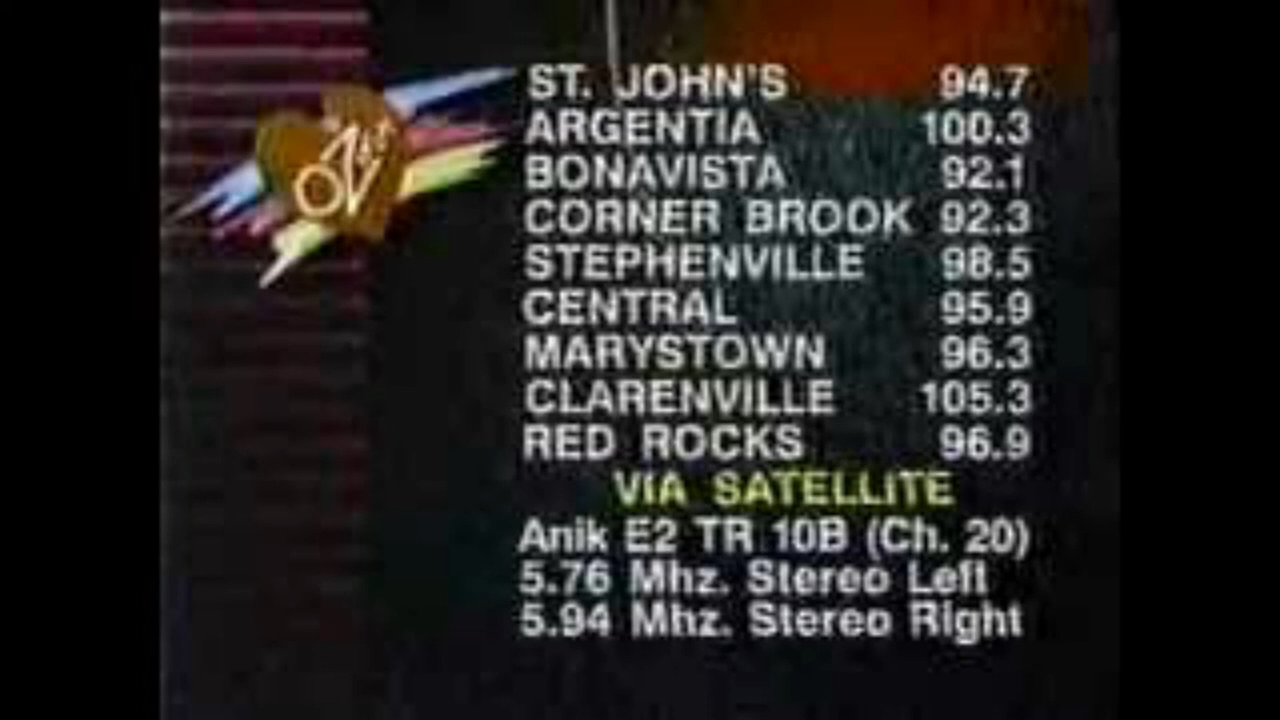 OZ
ST. JOHN'S 94.7
ARGENTIA 100.3
BONAVISTA 92.1
CORNER BROOK 92.3
STEPHENVILLE 98.5
CENTRAL 95.9
MARYSTOWN 96.3
CLARENVILLE 105.3
RED ROCKS 96.9
VIA SATELLITE
Anik E2 TR 10B (Ch. 20)
5.76 Mhz. Stereo Left
5.94 Mhz. Stereo Right